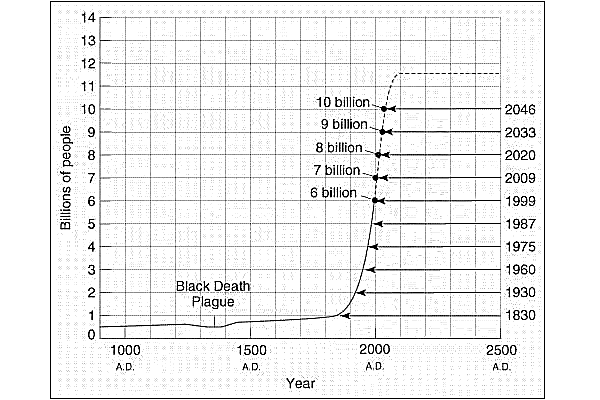 14
13
12
11
10
9
8
7
6
5
4
3
2
1
0
Billions of people
10 billion
9 billion
8 billion
7 billion
6 billion
2046
2033
2020
2009
1999
1987
1975
1960
1930
1830
Black Death
Plague
1000
A.D.
1500
A.D.
2000
A.D.
2500
A.D.
Year